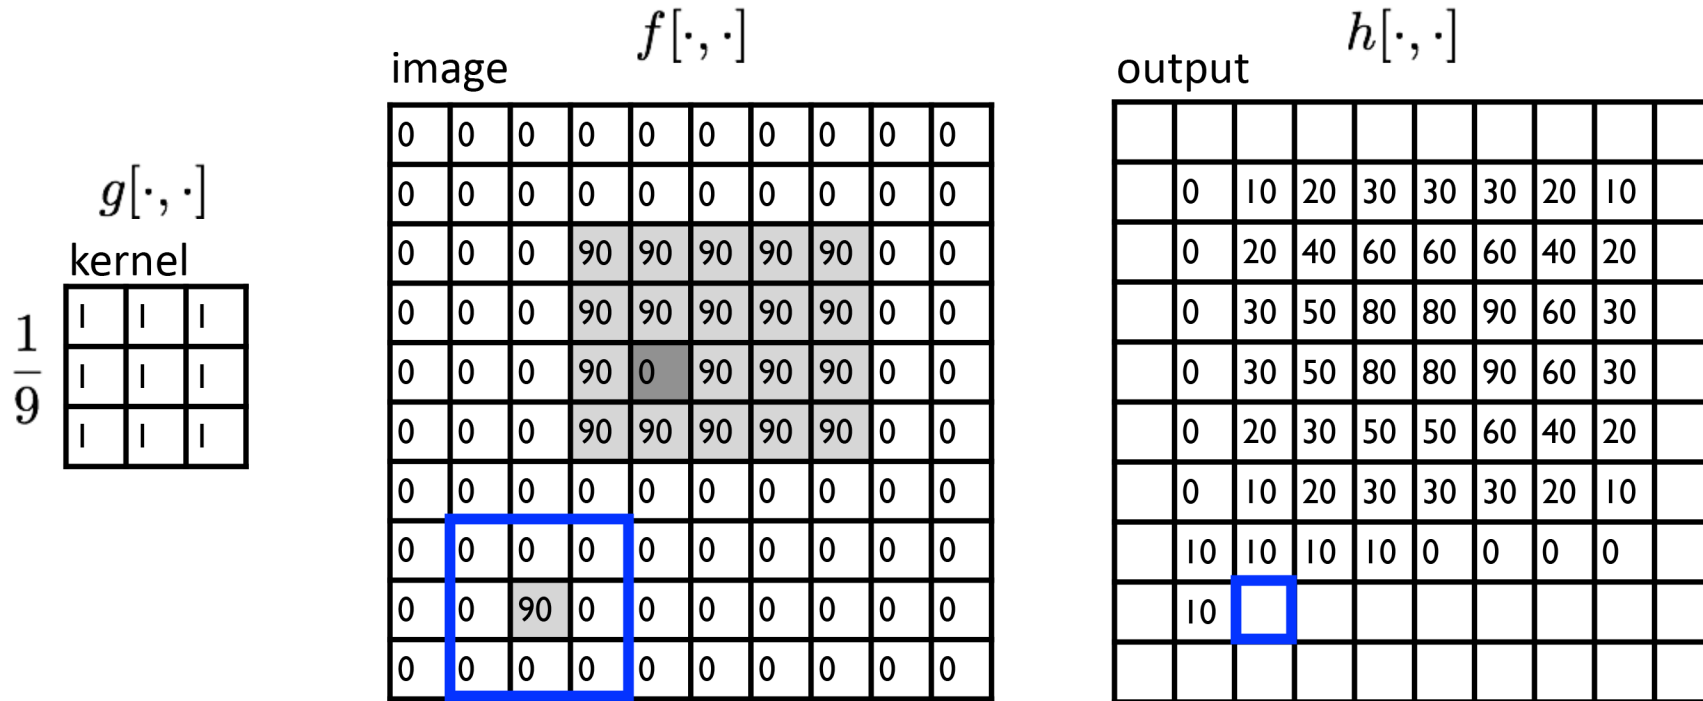 f[·, ·]
h[·, ·]
image
output
g[·, ·]
kernel
1/9
1 1 1
1 1 1
1 1 1
0 0 0 0 0 0 0 0 0 0
0 0 0 0 0 0 0 0 0 0
0 0 0 90 90 90 90 90 0 0
0 0 0 90 90 90 90 90 0 0
0 0 0 90 0 90 90 90 0 0
0 0 0 90 90 90 90 90 0 0
0 0 0 0 0 0 0 0 0 0
0 0 0 0 0 0 0 0 0 0
0 0 90 0 0 0 0 0 0 0
0 0 0 0 0 0 0 0 0 0
0 10 20 30 30 30 20 10
0 20 40 60 60 60 40 20
0 30 50 80 80 90 60 30
0 30 50 80 80 90 60 30
0 20 30 50 50 60 40 20
0 10 20 30 30 30 20 10
10 10 10 10 0 0 0 0
10